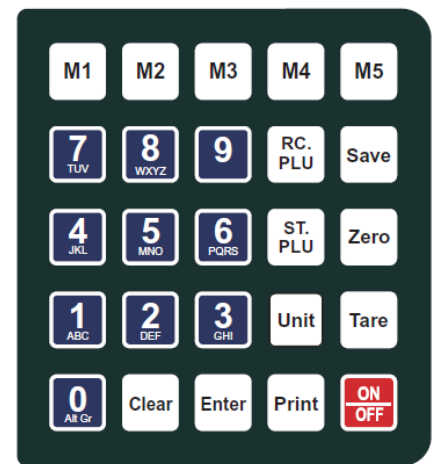 M1 M2 M3 M4 M5
7 8 9 RC. PLU Save
TUV WXYZ
4 5 6 ST. PLU Zero
JKL MNO PQRS
1 2 3 Unit Tare
ABC DEF GHI
0 Clear Enter Print ON OFF
Alt Gr